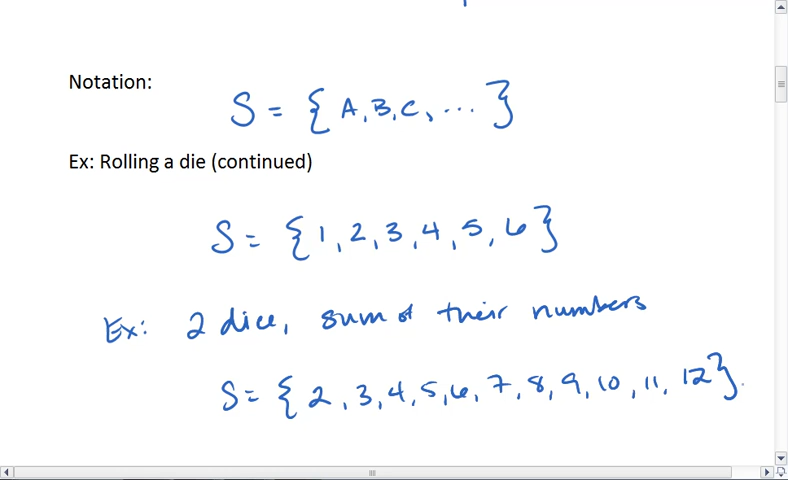 Notation:
S = { A, B, C, ... }
Ex: Rolling a die (continued)
S = { 1, 2, 3, 4, 5, 6 }
Ex: 2 dice, sum of their numbers
S = { 2, 3, 4, 5, 6, 7, 8, 9, 10, 11, 12 }.